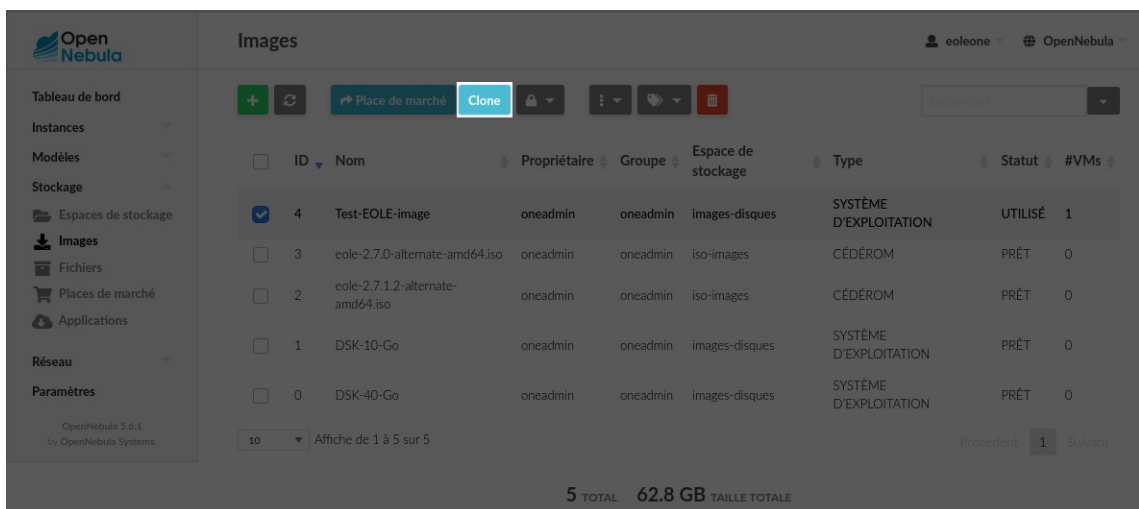 Open Nebula
Images
eoleone
OpenNebula
Tableau de bord
Instances
Modèles
Stockage
Espaces de stockage
Images
Fichiers
Places de marché
Applications
Réseau
Paramètres
OpenNebula 5.6.1
by OpenNebula Systems.
Place de marché Clone
Rechercher
ID Nom Propriétaire Groupe Espace de stockage Type Statut #VMs
4 Test-EOLE-image oneadmin oneadmin images-disques SYSTÈME D'EXPLOITATION UTILISÉ 1
3 eole-2.7.0-alternate-amd64.iso oneadmin oneadmin iso-images CÉDÉROM PRÊT 0
2 eole-2.7.1.2-alternate-amd64.iso oneadmin oneadmin iso-images CÉDÉROM PRÊT 0
1 DSK-10-Go oneadmin oneadmin images-disques SYSTÈME D'EXPLOITATION PRÊT 0
0 DSK-40-Go oneadmin oneadmin images-disques SYSTÈME D'EXPLOITATION PRÊT 0
10 Affiche de 1 à 5 sur 5
Précédent 1 Suivant
5 TOTAL 62.8 GB TAILLE TOTALE